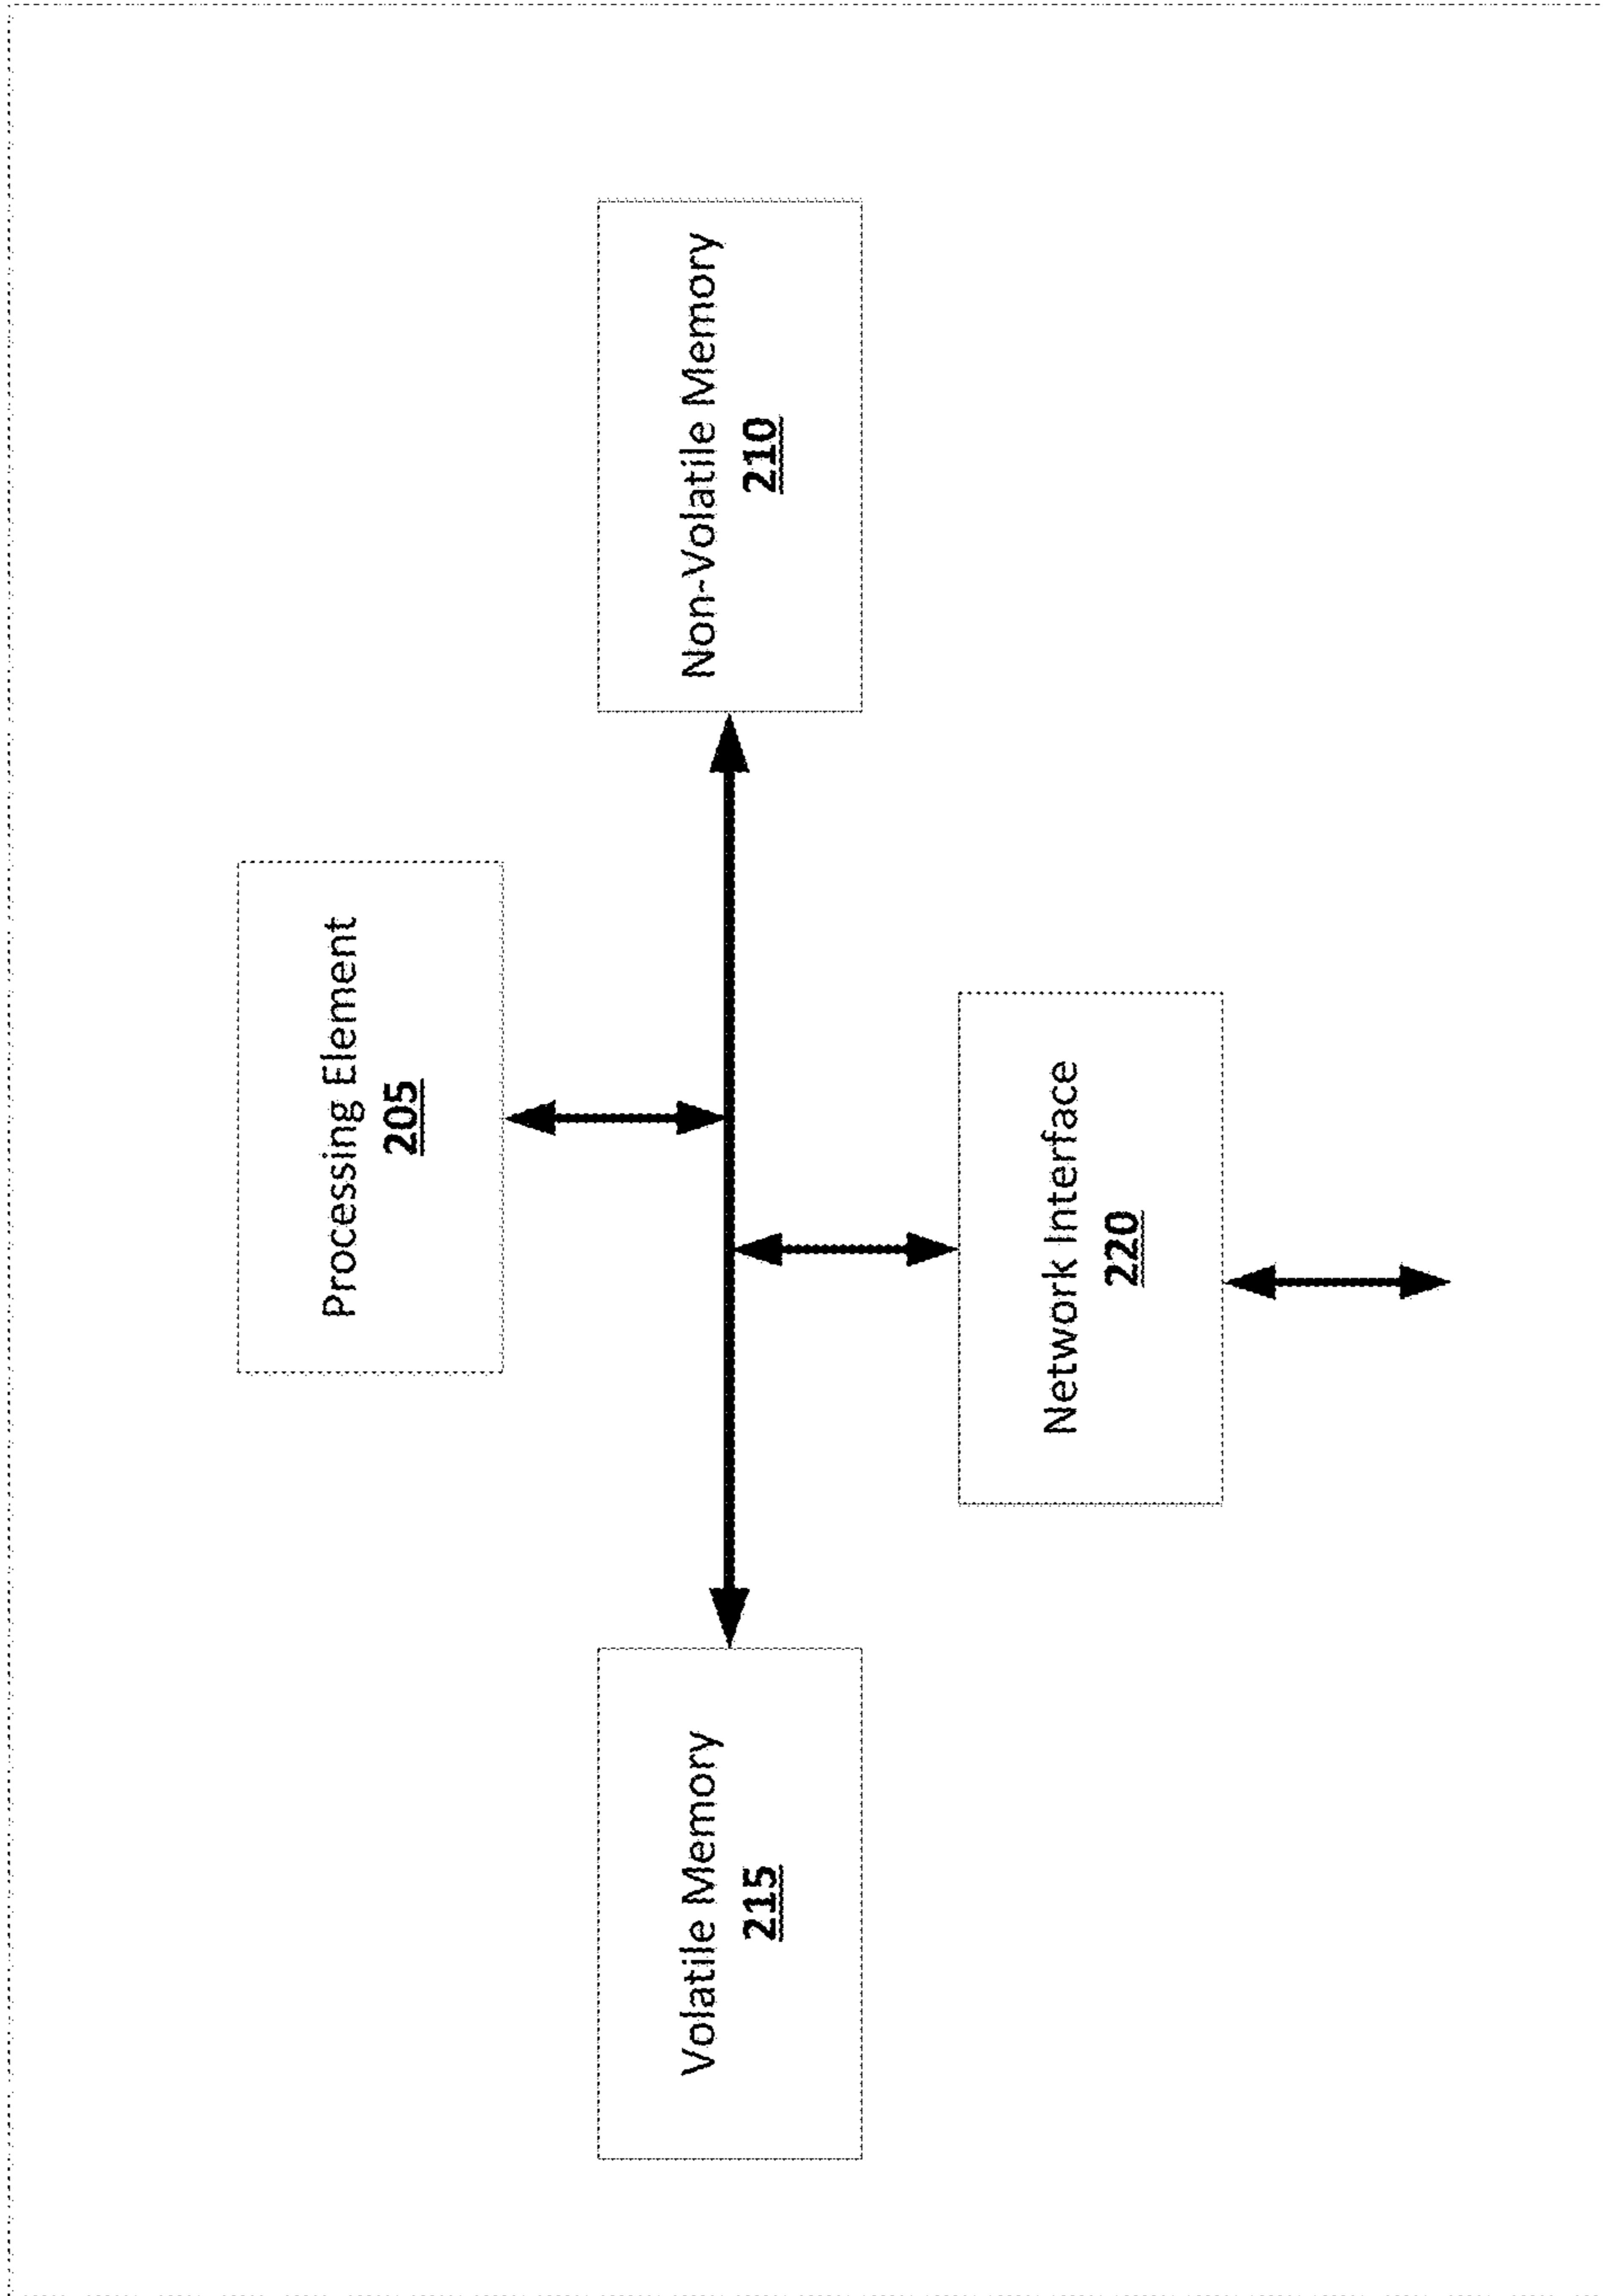 Processing Element
205
Volatile Memory
215
Non-Volatile Memory
210
Network Interface
220